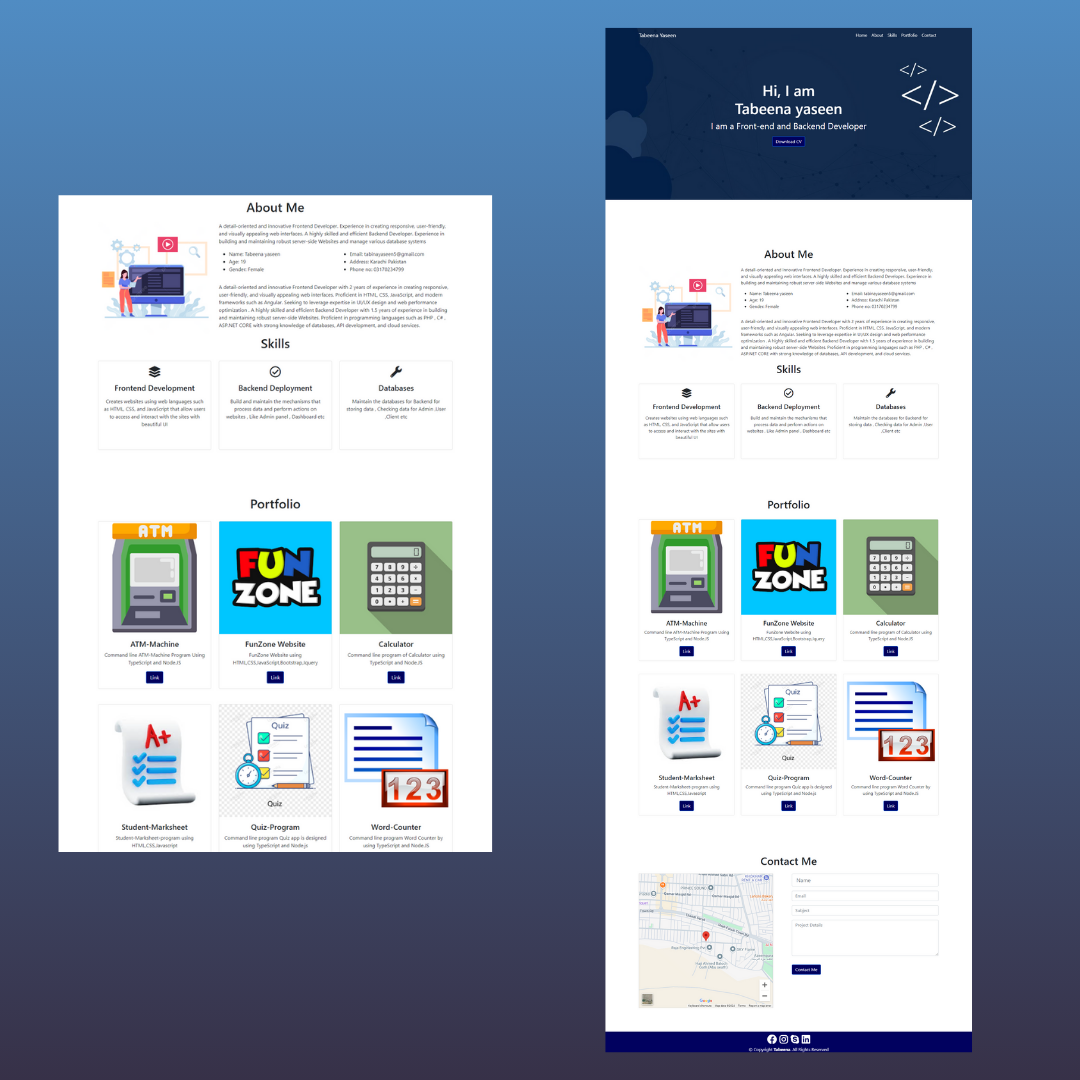 About Me
A detail-oriented and innovative Frontend Developer. Experience in creating responsive, user-friendly,
and visually appealing web interfaces. A highly skilled and efficient Backend Developer. Experience in
building and maintaining robust server-side Websites and manage various database systems
Name: Tabeena yaseen
Age: 19
Gender: Female
Email: tabinayaseen5@gmail.com
Address: Karachi Pakistan
Phone no: 03170234799
A detail-oriented and innovative Frontend Developer with 2 years of experience in creating responsive,
user-friendly, and visually appealing web interfaces. Proficient in HTML, CSS, JavaScript, and modern
frameworks such as Angular. Seeking to leverage expertise in UI/UX design and web performance
optimization . A highly skilled and efficient Backend Developer with 1.5 years of experience in building
and maintaining robust server-side Websites. Proficient in programming languages such as PHP , C# ,
ASP.NET CORE with strong knowledge of databases, API development, and cloud services.
Skills
Frontend Development
Creates websites using web languages such
as HTML, CSS, and JavaScript that allow users
to access and interact with the sites with
beautiful UI
Backend Deployment
Build and maintain the mechanisms that
process data and perform actions on
websites , Like Admin panel , Dashboard etc
Databases
Maintain the databases for Backend for
storing data , Checking data for Admin ,User
,Client etc
Portfolio
ATM
FUN
ZONE
0
7 8 9 ÷
4 5 6 ×
1 2 3 -
0 . + =
ATM-Machine
Command line ATM-Machine Program Using
TypeScript and Node.JS
Link
FunZone Website
FunZone Website using
HTML,CSS,JavaScript,Bootstrap,Jquery
Link
Calculator
Command line program of Calculator using
TypeScript and Node.JS
Link
A+
Quiz
Quiz
123
Student-Marksheet
Student-Marksheet-program using
HTML,CSS,Javascript
Quiz-Program
Command line program Quiz app is designed
using TypeScript and Node.js
Word-Counter
Command line program Word Counter by
using TypeScript and Node.js
Tabeena Yaseen
Home About Skills Portfolio Contact
Hi, I am
Tabeena yaseen
I am a Front-end and Backend Developer
Download CV
</>
</>
</>
About Me
A detail-oriented and innovative Frontend Developer. Experience in creating responsive, user-friendly,
and visually appealing web interfaces. A highly skilled and efficient Backend Developer. Experience in
building and maintaining robust server-side Websites and manage various database systems
Name: Tabeena yaseen
Age: 19
Gender: Female
Email: tabinayaseen5@gmail.com
Address: Karachi Pakistan
Phone no: 03170234799
A detail-oriented and innovative Frontend Developer with 2 years of experience in creating responsive,
user-friendly, and visually appealing web interfaces. Proficient in HTML, CSS, JavaScript, and modern
frameworks such as Angular. Seeking to leverage expertise in UI/UX design and web performance
optimization . A highly skilled and efficient Backend Developer with 1.5 years of experience in building
and maintaining robust server-side Websites. Proficient in programming languages such as PHP , C# ,
ASP.NET CORE with strong knowledge of databases, API development, and cloud services.
Skills
Frontend Development
Creates websites using web languages such
as HTML, CSS, and JavaScript that allow users
to access and interact with the sites with
beautiful UI
Backend Deployment
Build and maintain the mechanisms that
process data and perform actions on
websites , Like Admin panel , Dashboard etc
Databases
Maintain the databases for Backend for
storing data , Checking data for Admin ,User
,Client etc
Portfolio
ATM
FUN
ZONE
ATM-Machine
Command line ATM-Machine Program Using
TypeScript and Node.JS
Link
FunZone Website
FunZone Website using
HTML,CSS,JavaScript,Bootstrap,Jquery
Link
Calculator
Command line program of Calculator using
TypeScript and Node.JS
Link
A+
Quiz
Quiz
123
Student-Marksheet
Student-Marksheet program using
HTML,CSS,Javascript
Link
Quiz-Program
Command line program Quiz app is designed
using TypeScript and Node.js
Link
Word-Counter
Command line program Word Counter by
using TypeScript and Node.js
Link
Contact Me
Google
Name
Email
Subject
Project Details
Contact Me
© Copyright Tabeena. All Rights Reserved